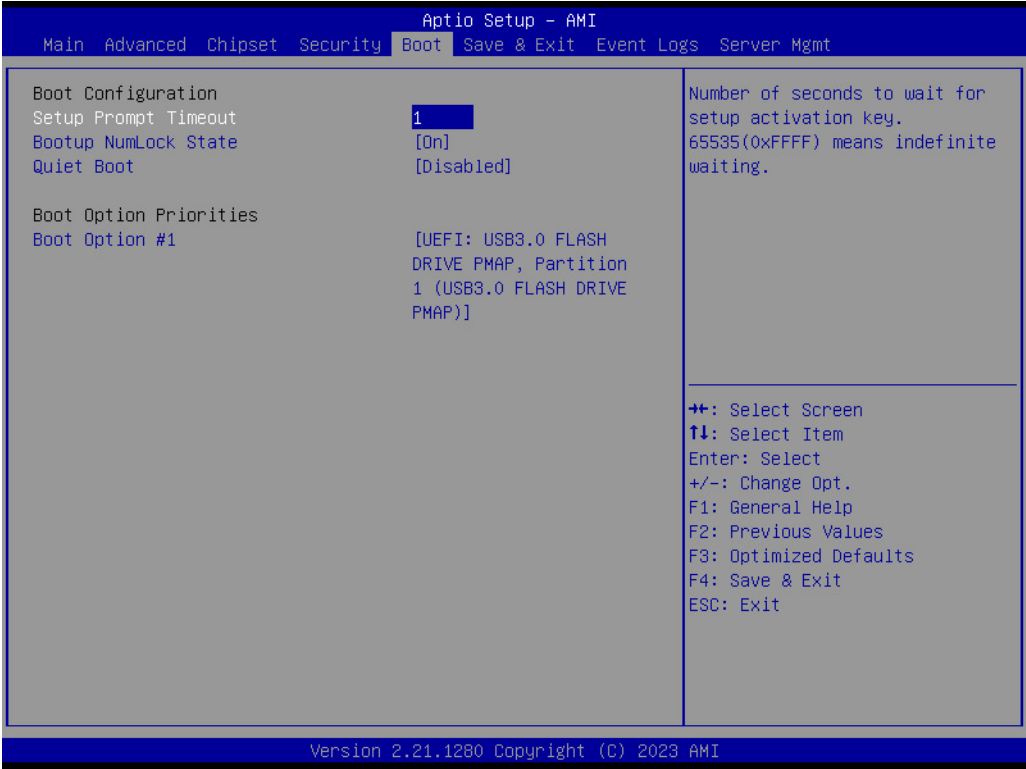 Aptio Setup – AMI
Main Advanced Chipset Security Boot Save & Exit Event Logs Server Mgmt
Boot Configuration
Setup Prompt Timeout 1
Bootup NumLock State [On]
Quiet Boot [Disabled]
Boot Option Priorities
Boot Option #1 [UEFI: USB3.0 FLASH
DRIVE PMAP, Partition
1 (USB3.0 FLASH DRIVE
PMAP)]
Number of seconds to wait for
setup activation key.
65535(0xFFFF) means indefinite
waiting.
→←: Select Screen
↑↓: Select Item
Enter: Select
+/-: Change Opt.
F1: General Help
F2: Previous Values
F3: Optimized Defaults
F4: Save & Exit
ESC: Exit
Version 2.21.1280 Copyright (C) 2023 AMI